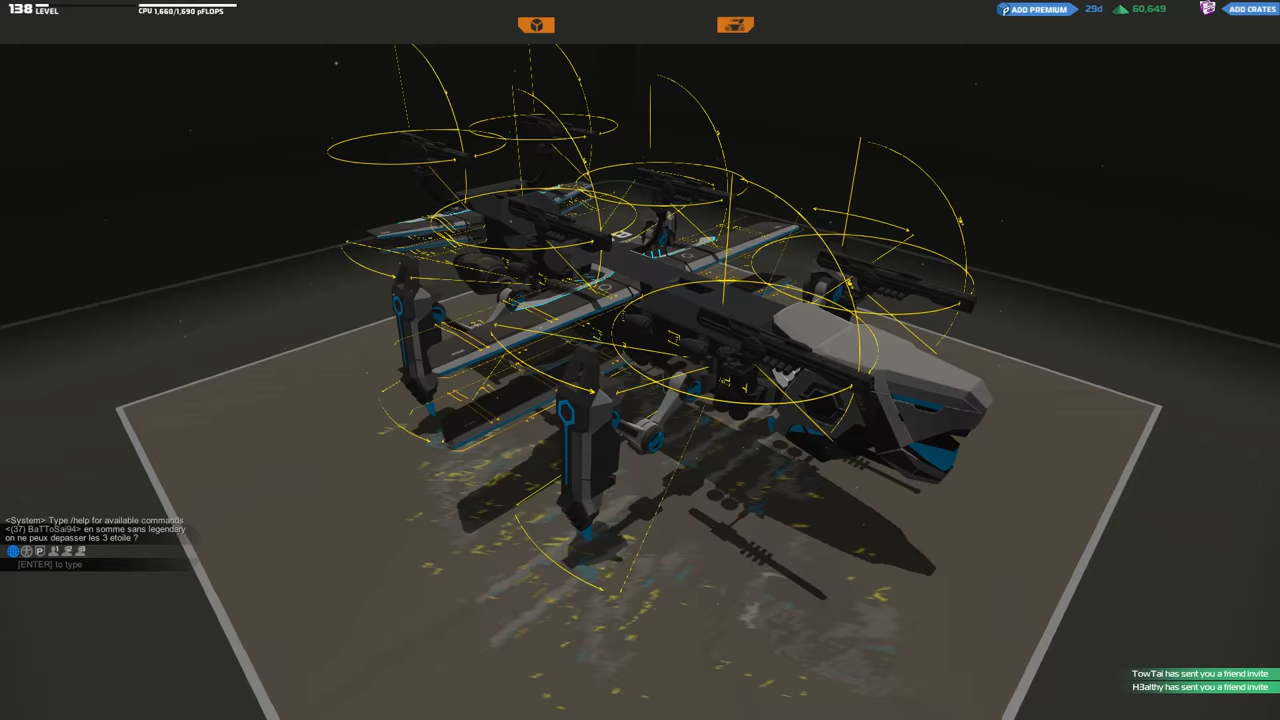 138 LEVEL
CPU 1,660/1,690 pFLOPS
ADD PREMIUM
29d
60,649
ADD CRATES
<System> Type /help for available commands
<(37) BaTToSai94> en somme sans legendary
on ne peux depasser les 3 etoile ?
[ENTER] to type
TowTai has sent you a friend invite
H3althy has sent you a friend invite